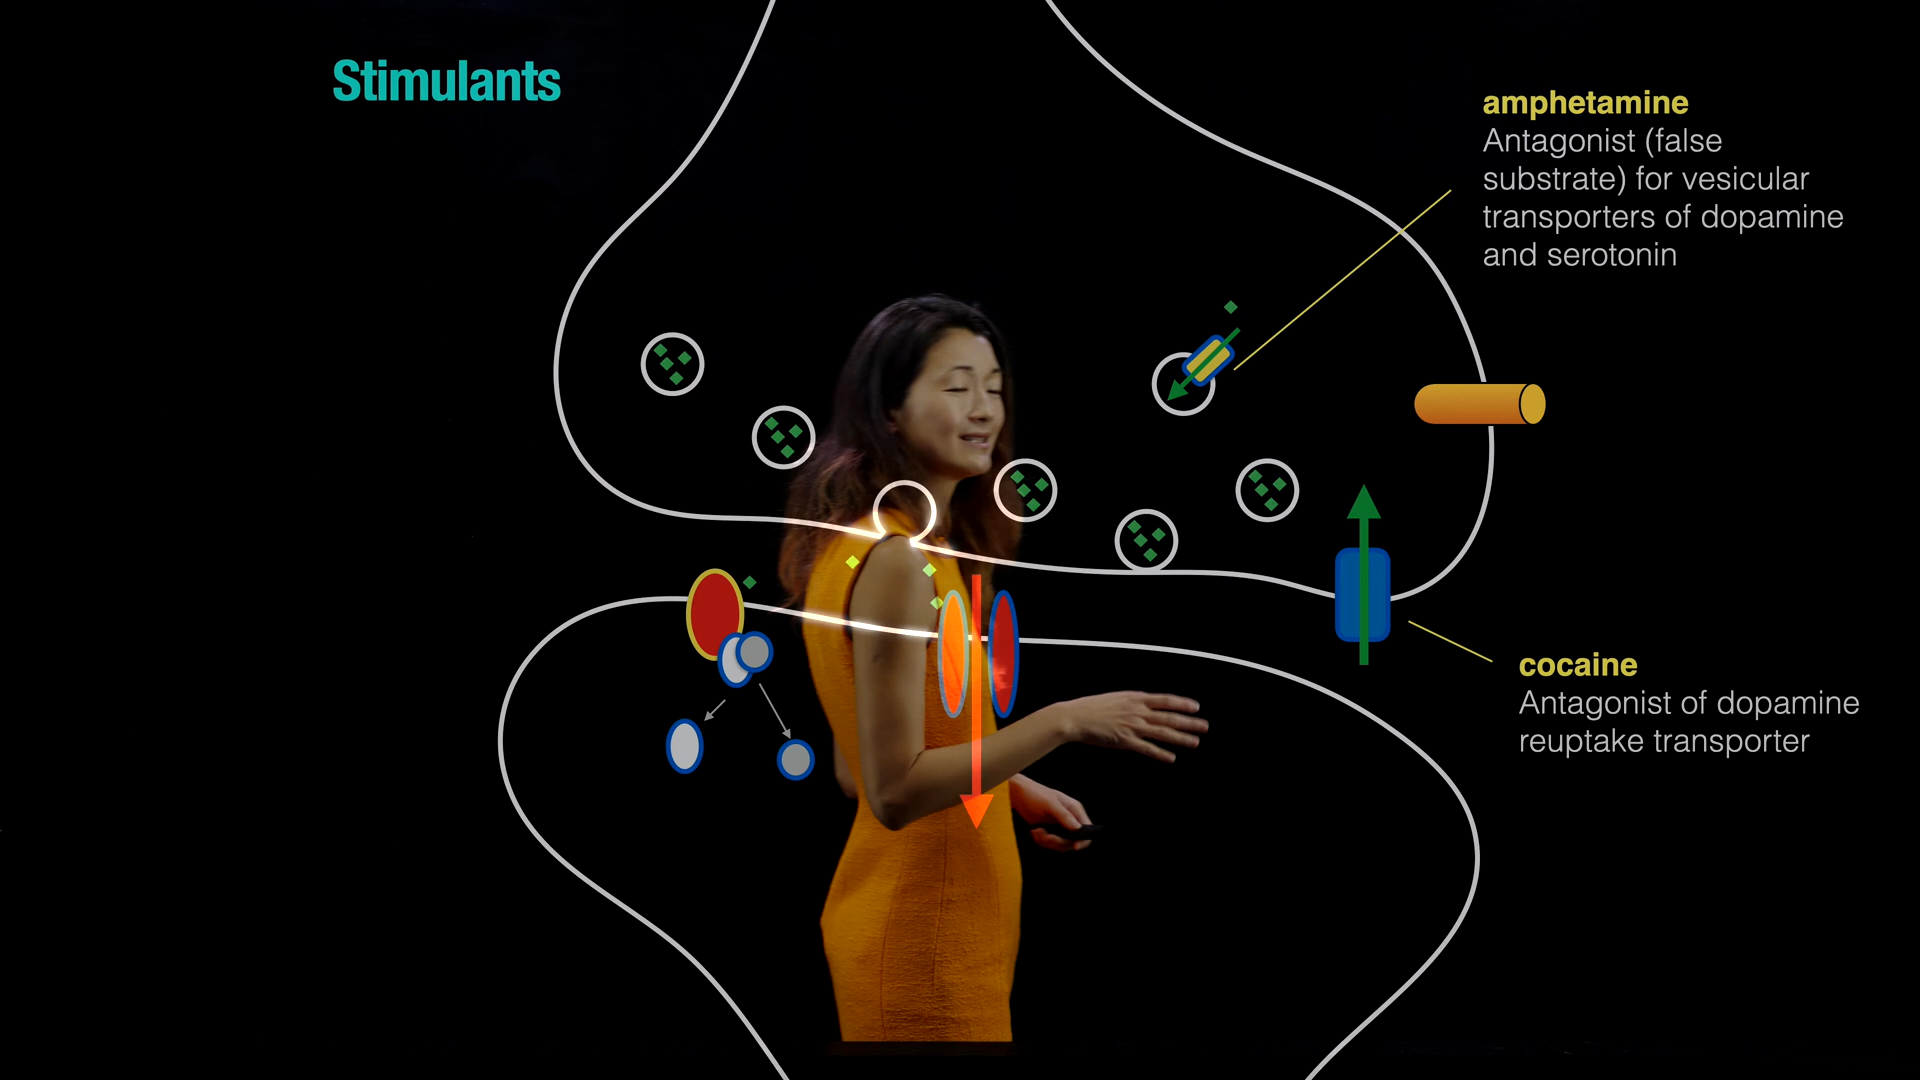 Stimulants
amphetamine
Antagonist (false
substrate) for vesicular
transporters of dopamine
and serotonin
cocaine
Antagonist of dopamine
reuptake transporter